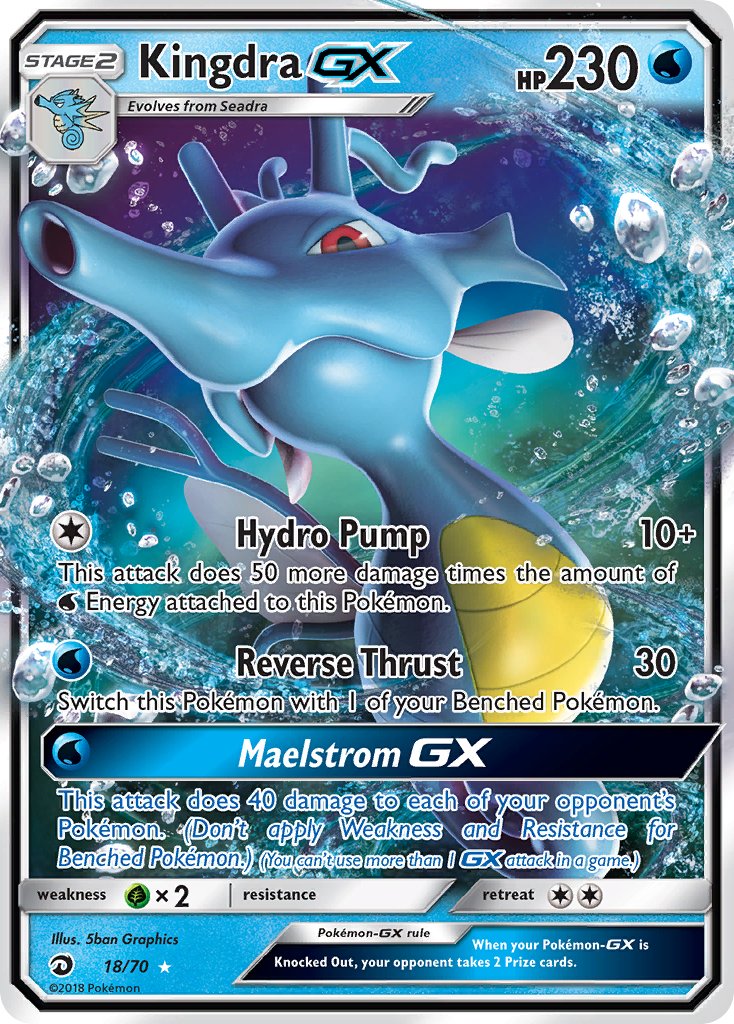 STAGE2 Kingdra GX HP230
Evolves from Seadra
Hydro Pump 10+
This attack does 50 more damage times the amount of
Energy attached to this Pokémon.
Reverse Thrust 30
Switch this Pokémon with 1 of your Benched Pokémon.
Maelstrom GX
This attack does 40 damage to each of your opponent's
Pokémon. (Don't apply Weakness and Resistance for
Benched Pokémon.) (You can't use more than 1 GX attack in a game.)
weakness × 2 resistance retreat
Illus. 5ban Graphics
18/70
©2018 Pokémon
Pokémon-GX rule
When your Pokémon-GX is
Knocked Out, your opponent takes 2 Prize cards.